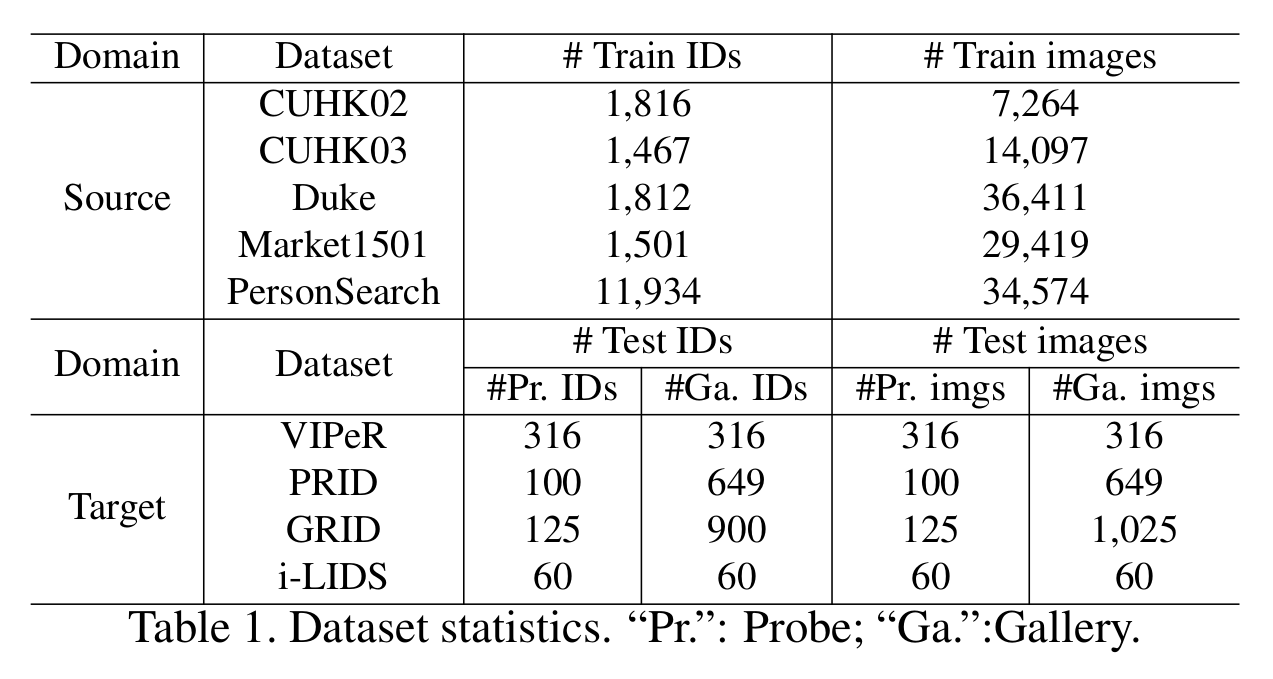 Domain Dataset # Train IDs # Train images
CUHK02 1,816 7,264
CUHK03 1,467 14,097
Source Duke 1,812 36,411
Market1501 1,501 29,419
PersonSearch 11,934 34,574
Domain Dataset # Test IDs # Test images
#Pr. IDs #Ga. IDs #Pr. imgs #Ga. imgs
VIPeR 316 316 316 316
PRID 100 649 100 649
Target
GRID 125 900 125 1,025
i-LIDS 60 60 60 60
Table 1. Dataset statistics. “Pr.”: Probe; “Ga.”:Gallery.